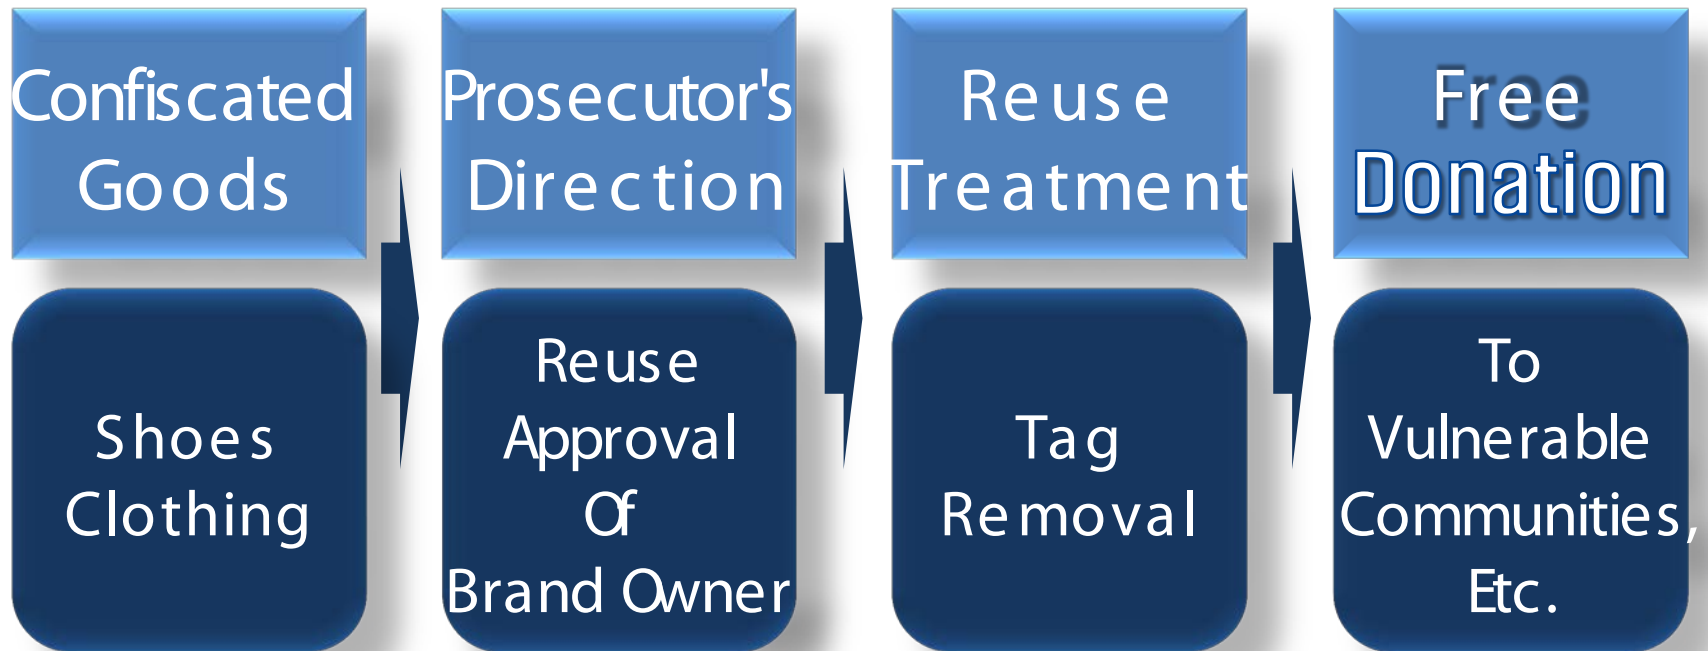 Confiscated
Goods
Prosecutor's
Direction
Reuse
Treatment
Free
Donation
Shoes
Clothing
Reuse
Approval
Of
Brand Owner
Tag
Removal
To
Vulnerable
Communities,
Etc.